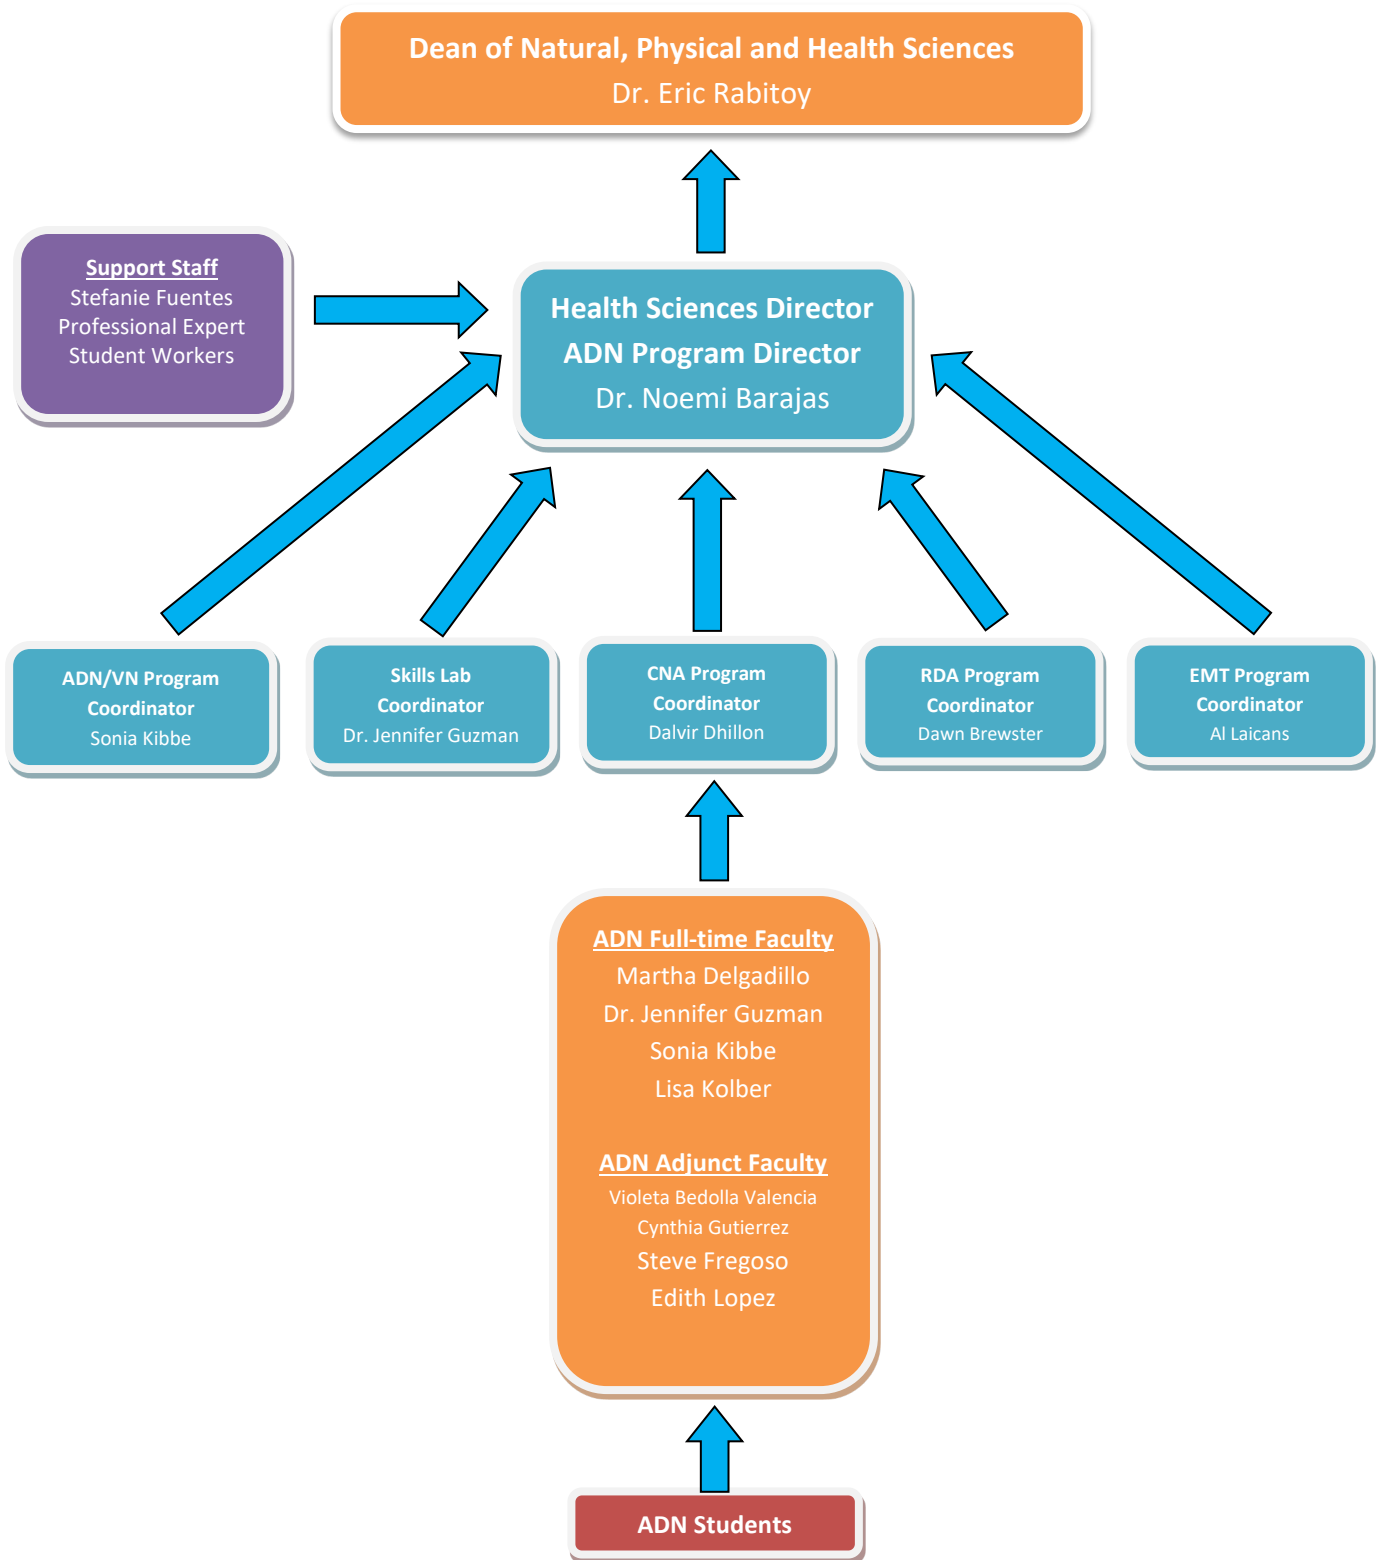 Dean of Natural, Physical and Health Sciences
Dr. Eric Rabitoy
Support Staff
Stefanie Fuentes
Professional Expert
Student Workers
Health Sciences Director
ADN Program Director
Dr. Noemi Barajas
ADN/VN Program
Coordinator
Sonia Kibbe
Skills Lab
Coordinator
Dr. Jennifer Guzman
CNA Program
Coordinator
Dalvir Dhillon
RDA Program
Coordinator
Dawn Brewster
EMT Program
Coordinator
Al Laicans
ADN Full-time Faculty
Martha Delgadillo
Dr. Jennifer Guzman
Sonia Kibbe
Lisa Kolber
ADN Adjunct Faculty
Violeta Bedolla Valencia
Cynthia Gutierrez
Steve Fregoso
Edith Lopez
ADN Students